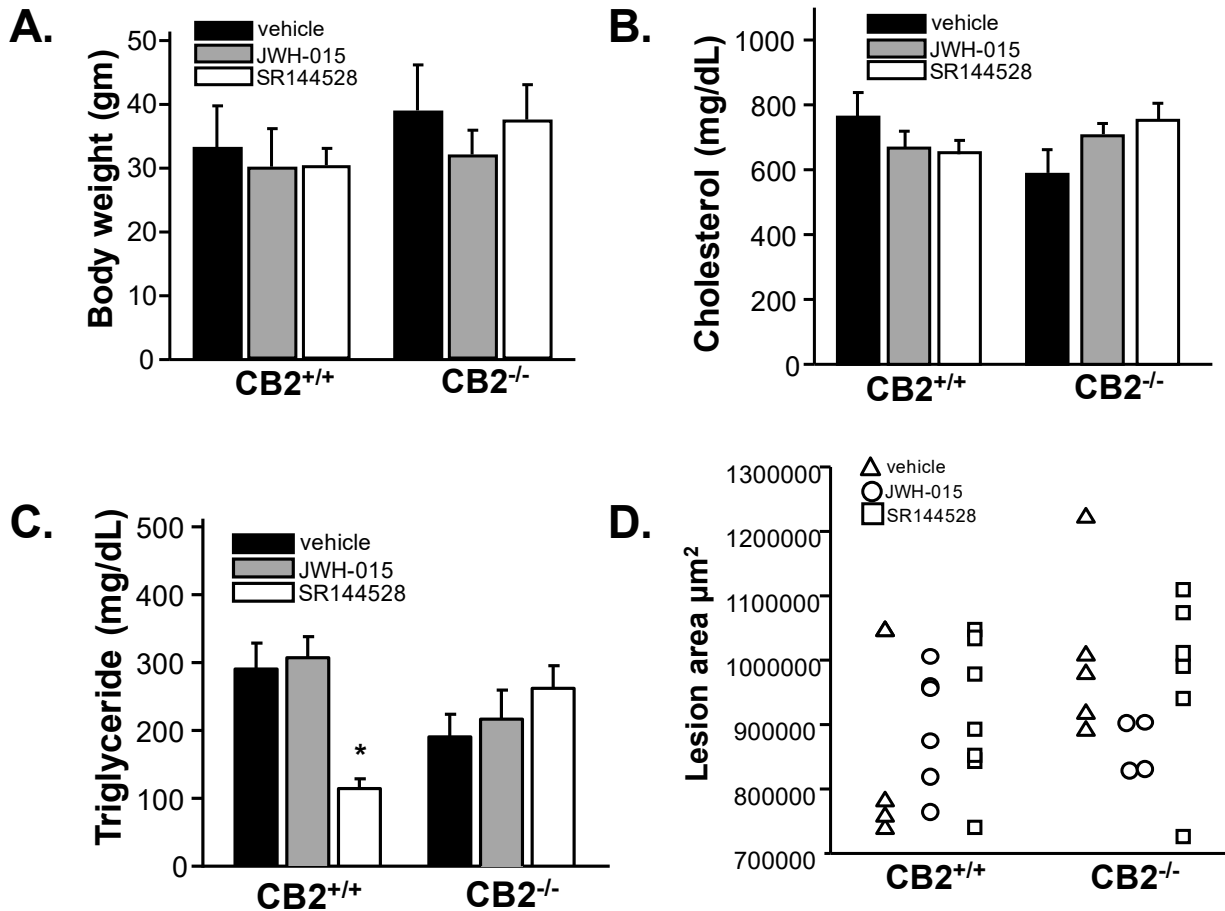 A.
vehicle
JWH-015
SR144528
Body weight (gm)
50
40
30
20
10
0
CB2+/+
CB2-/-
B.
vehicle
JWH-015
SR144528
Cholesterol (mg/dL)
1000
800
600
400
200
0
CB2+/+
CB2-/-
C.
vehicle
JWH-015
SR144528
Triglyceride (mg/dL)
500
400
300
200
100
0
*
CB2+/+
CB2-/-
D.
vehicle
JWH-015
SR144528
Lesion area µm²
1300000
1200000
1100000
1000000
900000
800000
700000
CB2+/+
CB2-/-